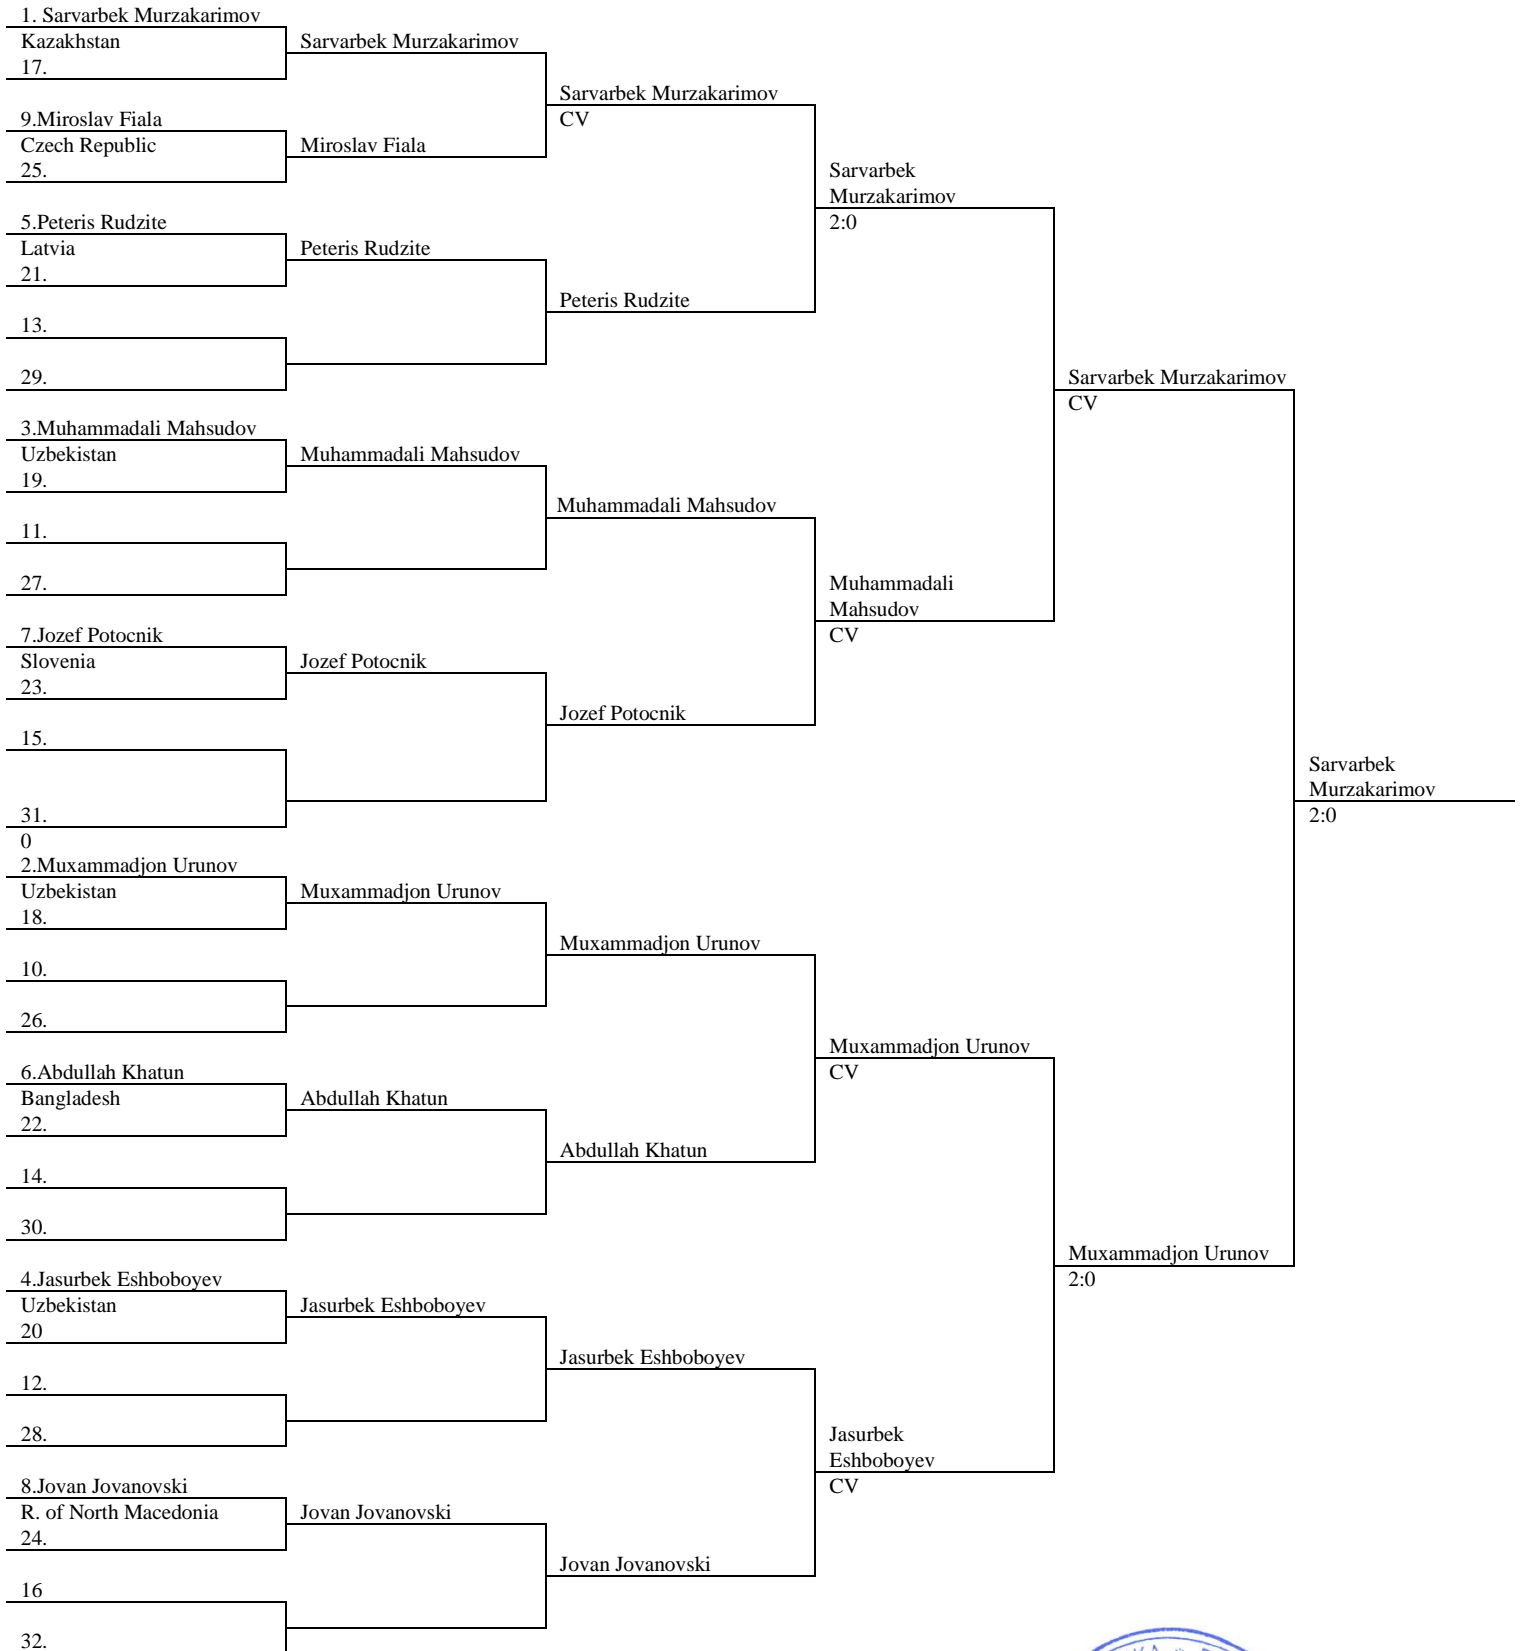 1. Sarvarbek Murzakarimov
Kazakhstan
17.
9.Miroslav Fiala
Czech Republic
25.
5.Peteris Rudzite
Latvia
21.
13.
29.
3.Muhammadali Mahsudov
Uzbekistan
19.
11.
27.
7.Jozef Potocnik
Slovenia
23.
15.
31.
0
2.Muxammadjon Urunov
Uzbekistan
18.
10.
26.
6.Abdullah Khatun
Bangladesh
22.
14.
30.
4.Jasurbek Eshboboyev
Uzbekistan
20
12.
28.
8.Jovan Jovanovski
R. of North Macedonia
24.
16
32.
Sarvarbek Murzakarimov
Miroslav Fiala
Peteris Rudzite
Muhammadali Mahsudov
Jozef Potocnik
Muxammadjon Urunov
Abdullah Khatun
Jasurbek Eshboboyev
Jovan Jovanovski
Sarvarbek Murzakarimov
CV
Peteris Rudzite
Muhammadali Mahsudov
Jozef Potocnik
Muxammadjon Urunov
Abdullah Khatun
Jasurbek Eshboboyev
Jovan Jovanovski
Sarvarbek
Murzakarimov
2:0
Muhammadali
Mahsudov
CV
Muxammadjon Urunov
CV
Jasurbek
Eshboboyev
CV
Sarvarbek Murzakarimov
CV
Muxammadjon Urunov
2:0
Sarvarbek
Murzakarimov
2:0